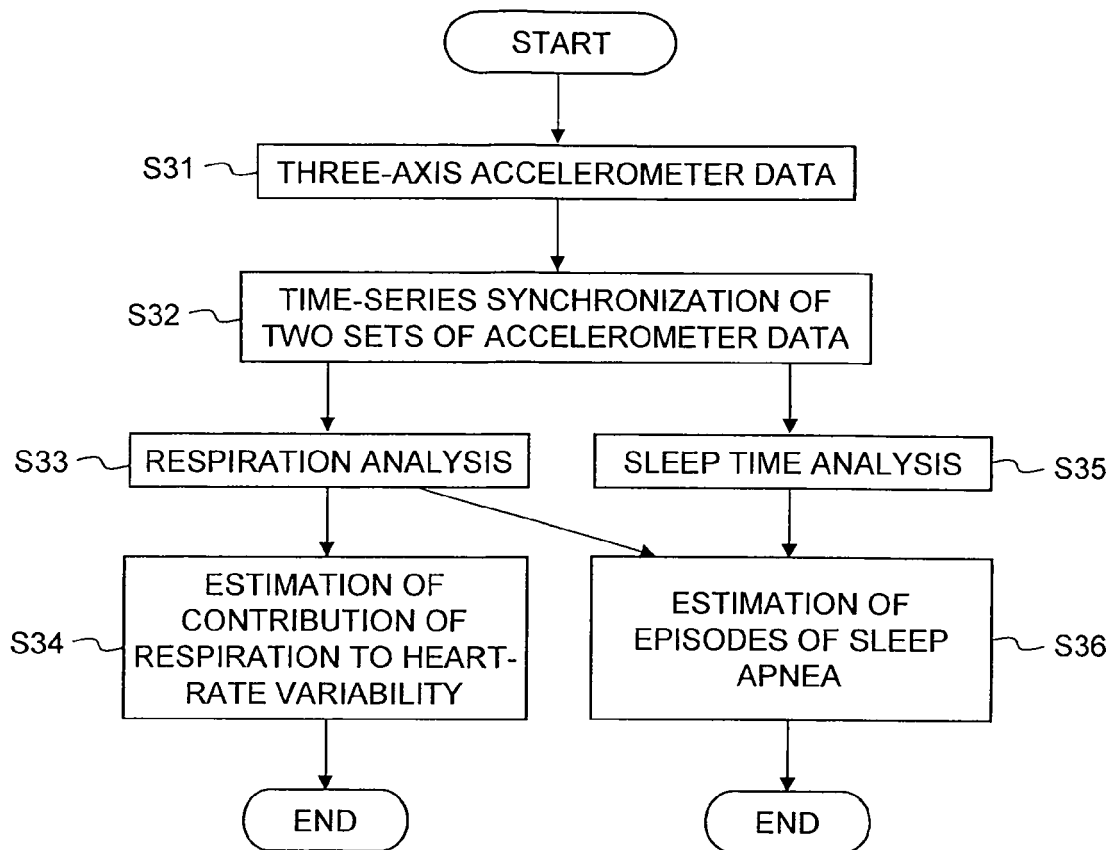 START
S31
THREE-AXIS ACCELEROMETER DATA
S32
TIME-SERIES SYNCHRONIZATION OF
TWO SETS OF ACCELEROMETER DATA
S33
RESPIRATION ANALYSIS
SLEEP TIME ANALYSIS
S35
S34
ESTIMATION OF
CONTRIBUTION OF
RESPIRATION TO HEART-
RATE VARIABILITY
ESTIMATION OF
EPISODES OF SLEEP
APNEA
S36
END
END